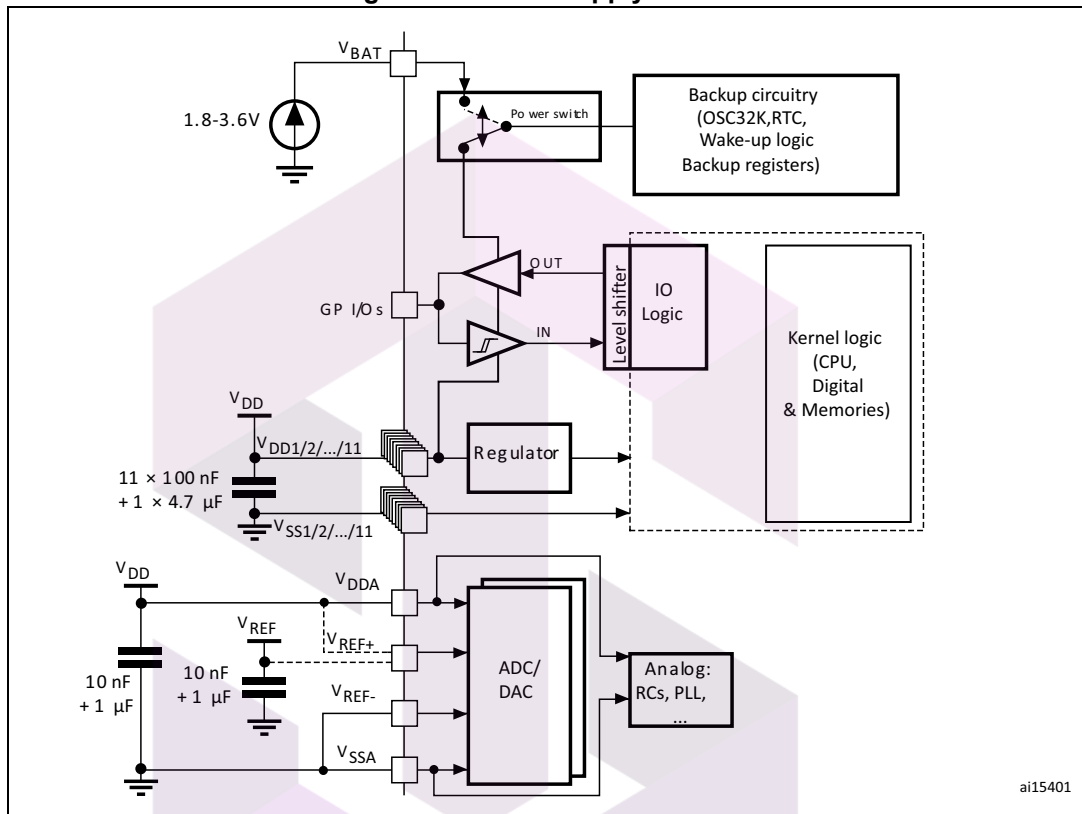 VBAT
1.8-3.6V
Power switch
Backup circuitry
(OSC32K,RTC,
Wake-up logic
Backup registers)
OUT
GP I/Os
IN
Level shifter
IO
Logic
Kernel logic
(CPU,
Digital
& Memories)
VDD
VDD1/2/.../11
Regulator
11 × 100 nF
+ 1 × 4.7 µF
VSS1/2/.../11
VDD
VDDA
VREF
VREF+
10 nF
+ 1 µF
10 nF
+ 1 µF
VREF-
ADC/
DAC
Analog:
RCs, PLL,
...
VSSA
ai15401